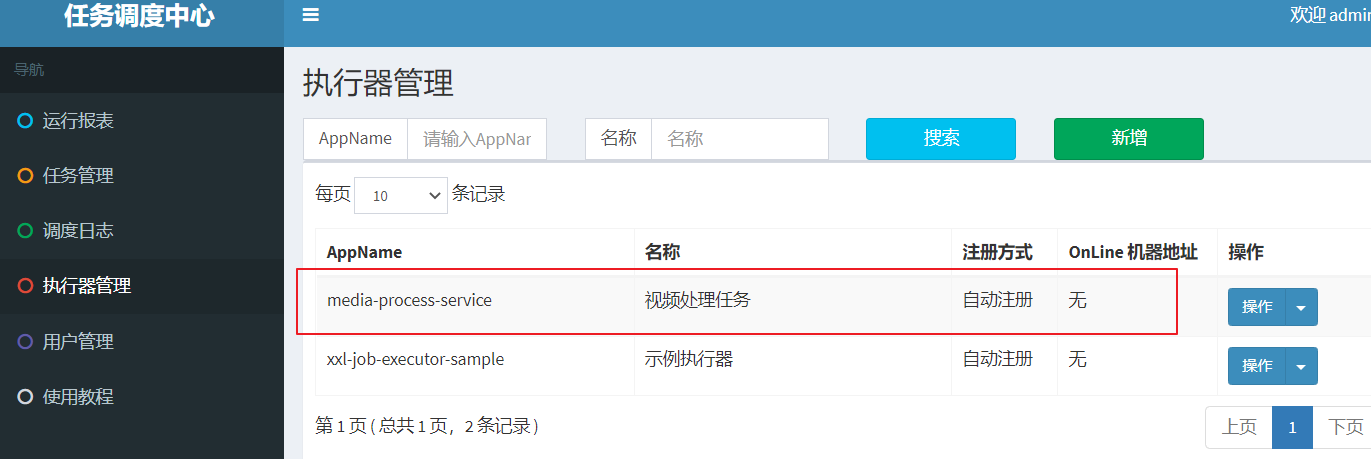 任务调度中心
欢迎 admin
导航
运行报表
任务管理
调度日志
执行器管理
用户管理
使用教程
执行器管理
AppName 请输入AppNar 名称 名称 搜索 新增
每页 10 条记录
AppName 名称 注册方式 OnLine 机器地址 操作
media-process-service 视频处理任务 自动注册 无 操作
xxl-job-executor-sample 示例执行器 自动注册 无 操作
第 1 页 ( 总共 1 页，2 条记录 )
上页 1 下页